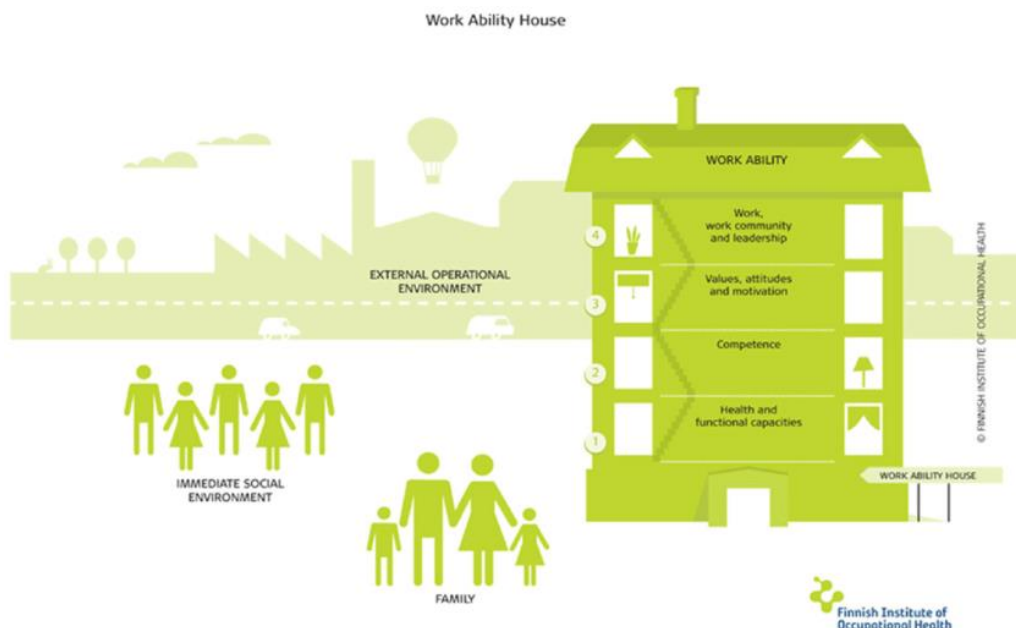 Work Ability House
WORK ABILITY
4
Work,
work community
and leadership
3
Values, attitudes
and motivation
2
Competence
1
Health and
functional capacities
EXTERNAL OPERATIONAL
ENVIRONMENT
IMMEDIATE SOCIAL
ENVIRONMENT
FAMILY
WORK ABILITY HOUSE
© FINNISH INSTITUTE OF OCCUPATIONAL HEALTH
Finnish Institute of
Occupational Health